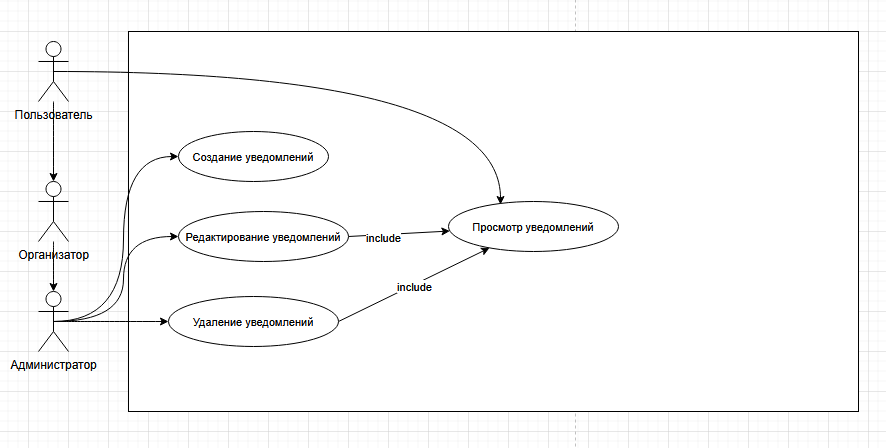 Пользователь
Создание уведомлений
Организатор
Редактирование уведомлений
include
Просмотр уведомлений
include
Удаление уведомлений
Администратор